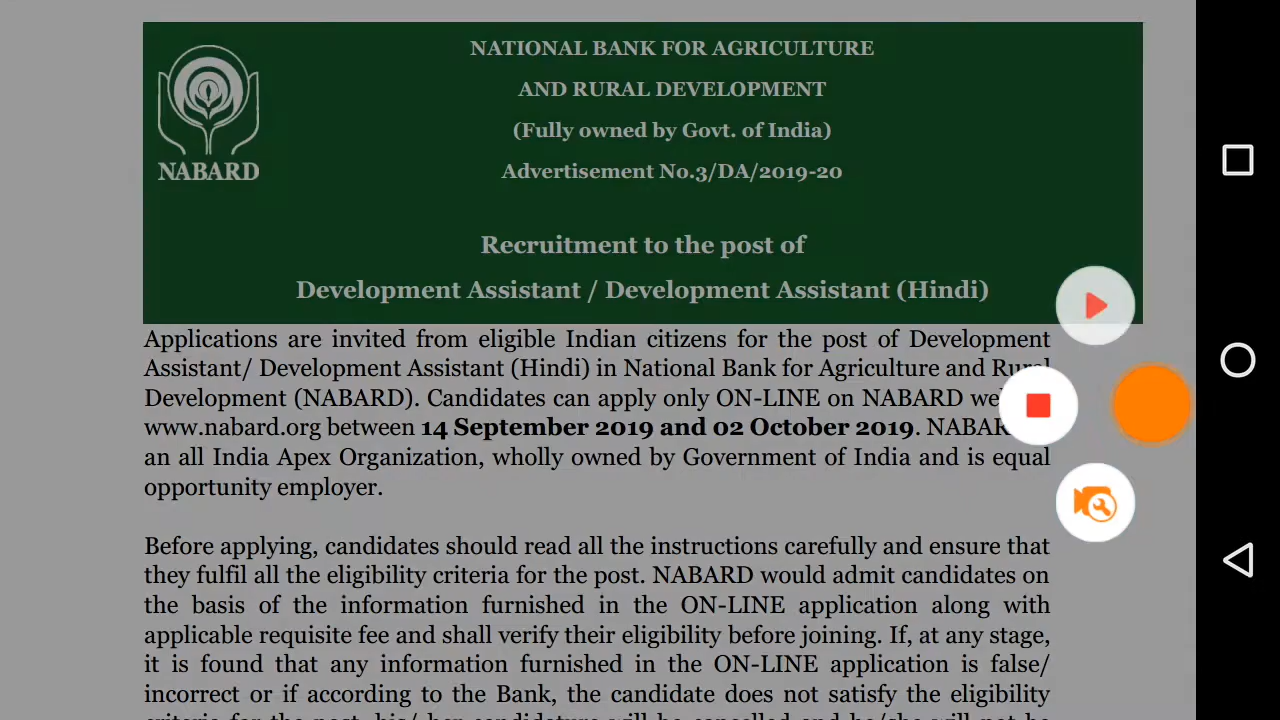 NATIONAL BANK FOR AGRICULTURE
AND RURAL DEVELOPMENT
(Fully owned by Govt. of India)
Advertisement No.3/DA/2019-20
NABARD
Recruitment to the post of
Development Assistant / Development Assistant (Hindi)
Applications are invited from eligible Indian citizens for the post of Development
Assistant/ Development Assistant (Hindi) in National Bank for Agriculture and Rural
Development (NABARD). Candidates can apply only ON-LINE on NABARD
www.nabard.org between 14 September 2019 and 02 October 2019.
an all India Apex Organization, wholly owned by Government of India and is equal
opportunity employer.
Before applying, candidates should read all the instructions carefully and ensure that
they fulfil all the eligibility criteria for the post. NABARD would admit candidates on
the basis of the information furnished in the ON-LINE application along with
applicable requisite fee and shall verify their eligibility before joining. If, at any stage,
it is found that any information furnished in the ON-LINE application is false/
incorrect or if according to the Bank, the candidate does not satisfy the eligibility